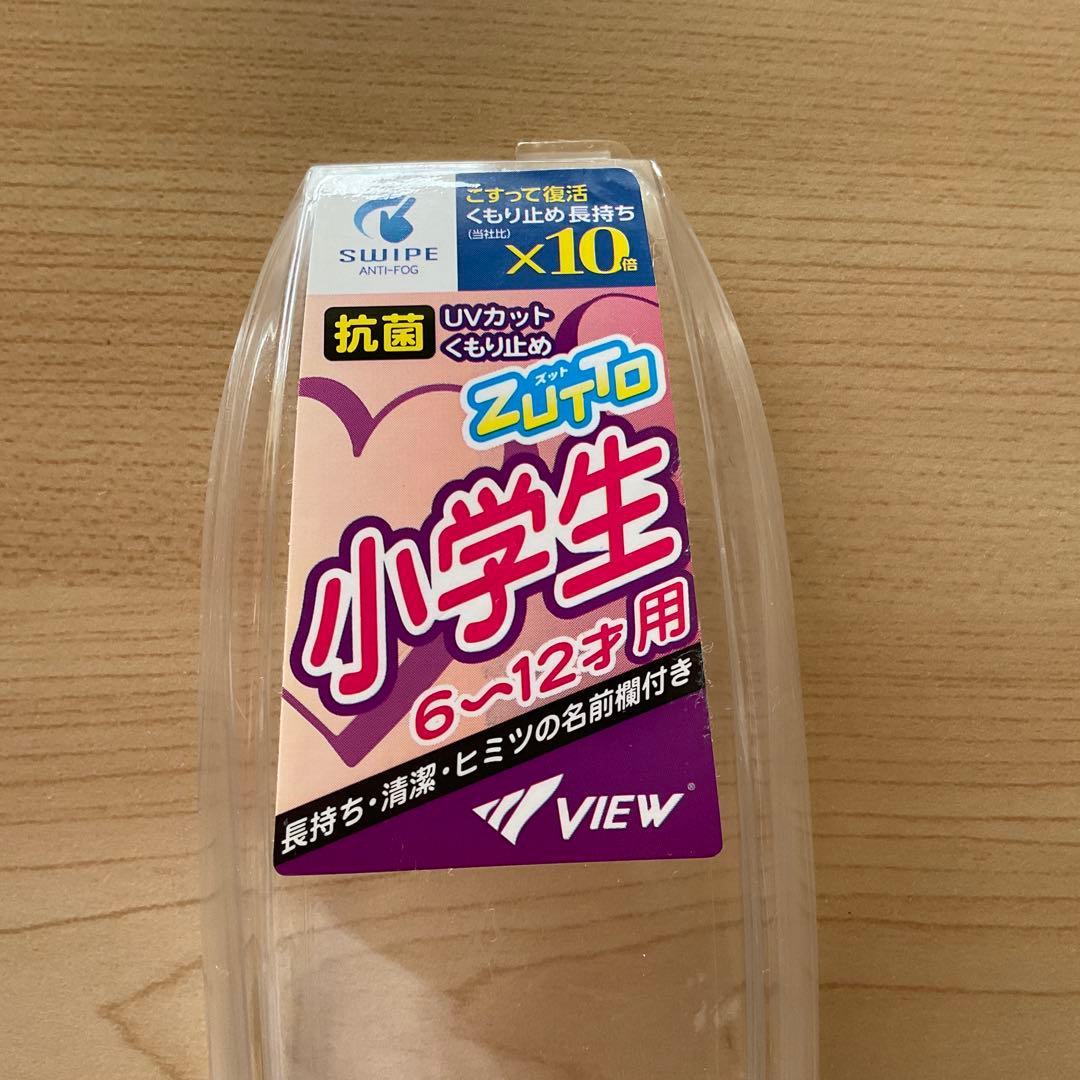 SWIPE
ANTI-FOG
こすって復活
くもり止め長持ち
(当社比)
×10倍
抗菌
UVカット
くもり止め
ズット
ZUTTO
小学生
6〜12才用
長持ち・清潔・ヒミツの名前欄付き
VIEW®